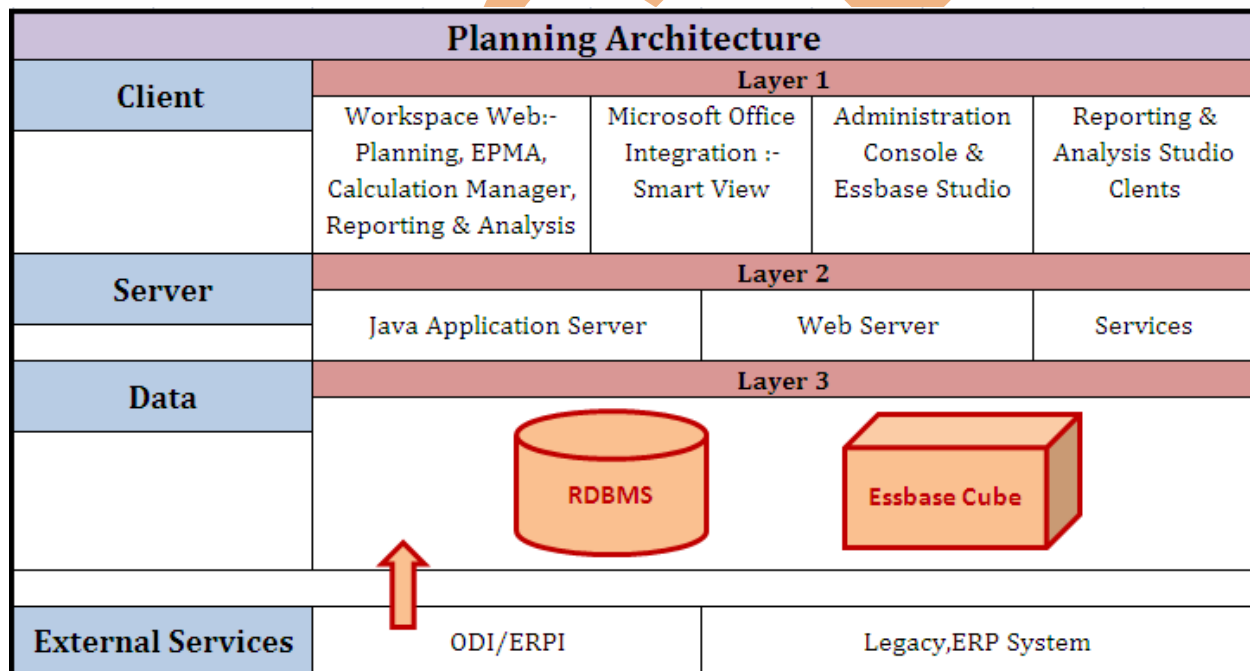 Planning Architecture
Client
Layer 1
Workspace Web:-
Planning, EPMA,
Calculation Manager,
Reporting & Analysis
Microsoft Office
Integration :-
Smart View
Administration
Console &
Essbase Studio
Reporting &
Analysis Studio
Clents
Server
Layer 2
Java Application Server
Web Server
Services
Data
Layer 3
RDBMS
Essbase Cube
External Services
ODI/ERPI
Legacy,ERP System